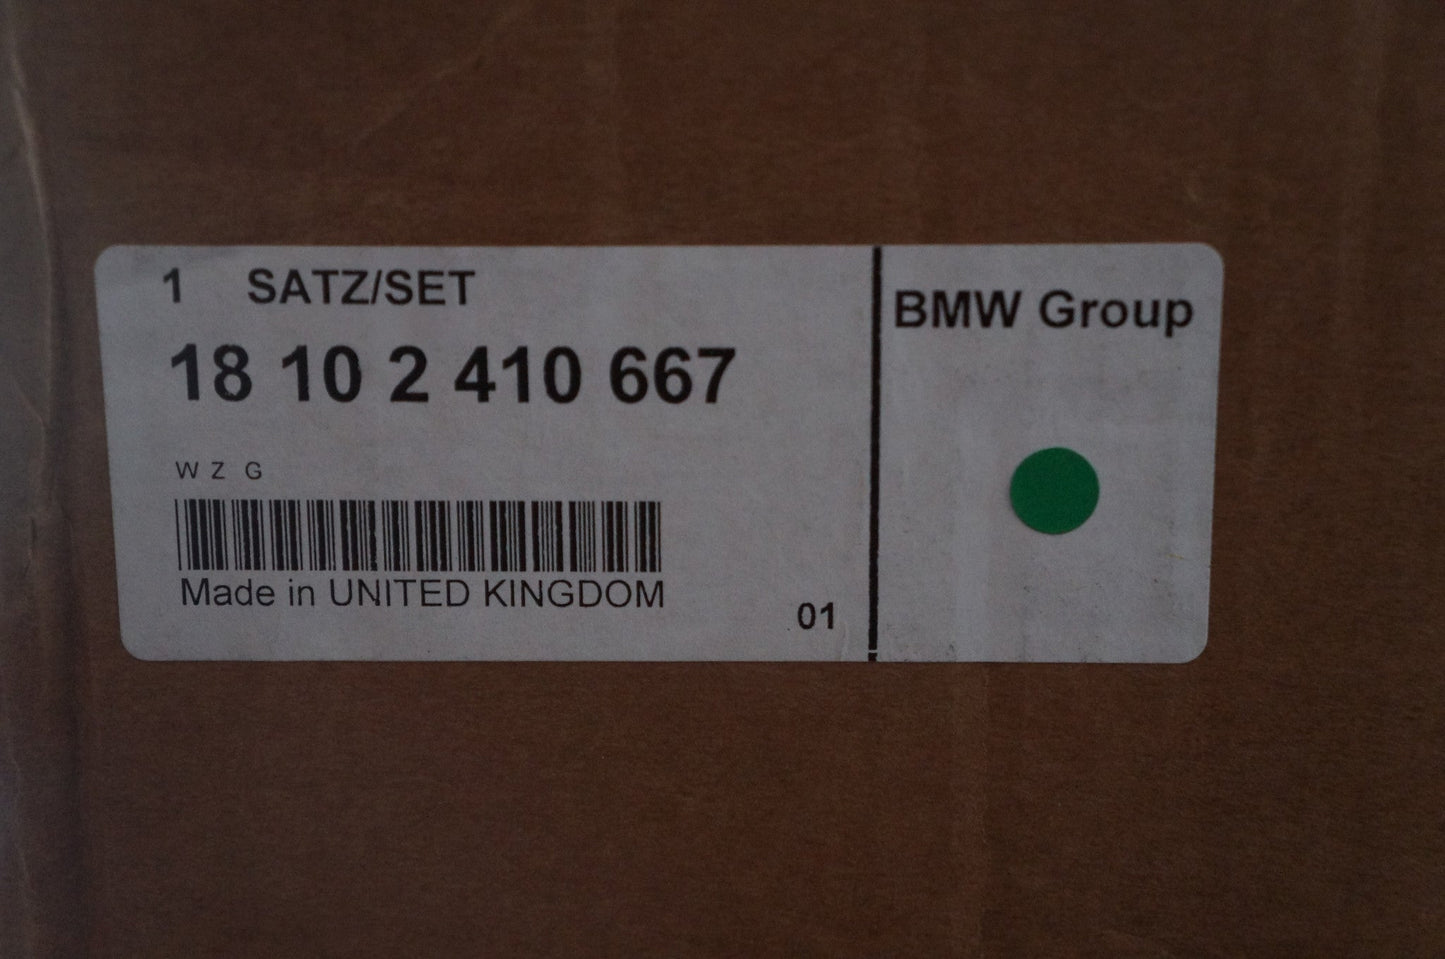 1 SATZ/SET
18 10 2 410 667
W Z G
Made in UNITED KINGDOM
01
BMW Group